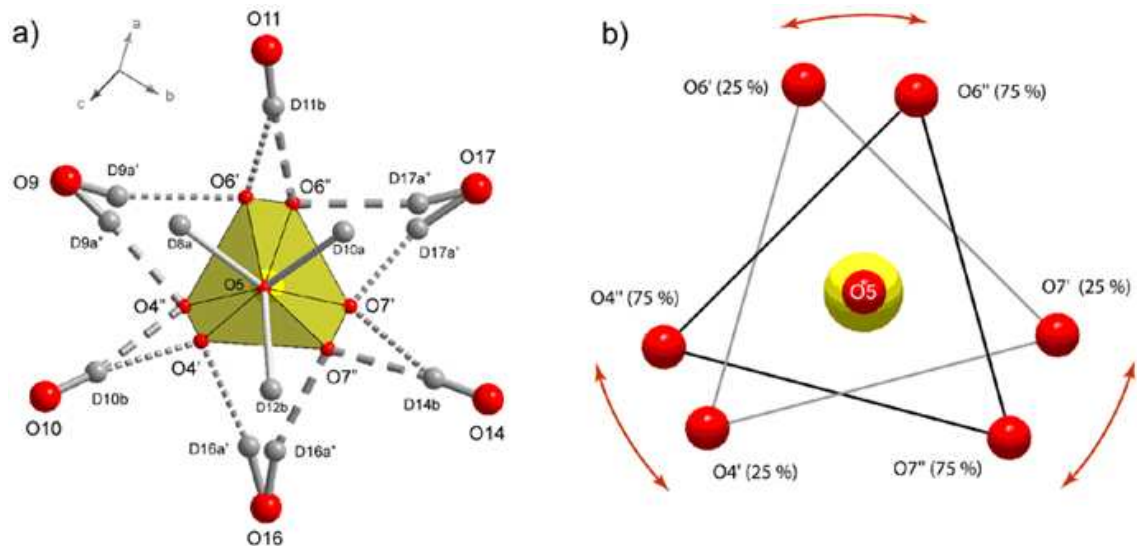 a)
a
c
b
O11
D11b
O9
D9a'
D9a"
O6'
O6"
D17a"
O17
D17a'
D8a
D10a
O5
O4"
O7'
O4'
O7"
D10b
O10
D12b
D14b
O14
D16a'
D16a"
O16
b)
O6' (25 %)
O6" (75 %)
O5
O4" (75 %)
O7' (25 %)
O4' (25 %)
O7" (75 %)